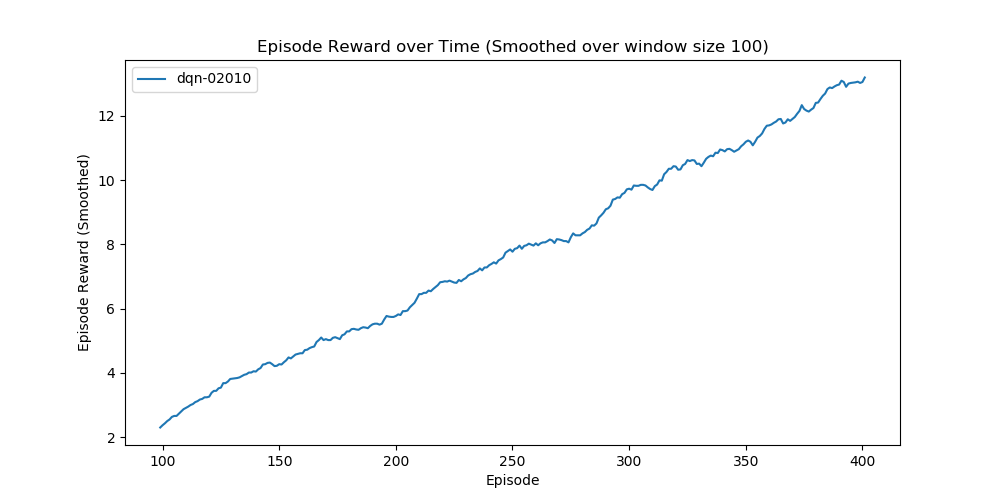 Episode Reward over Time (Smoothed over window size 100)
dqn-02010
Episode Reward (Smoothed)
12
10
8
6
4
2
100 150 200 250 300 350 400
Episode